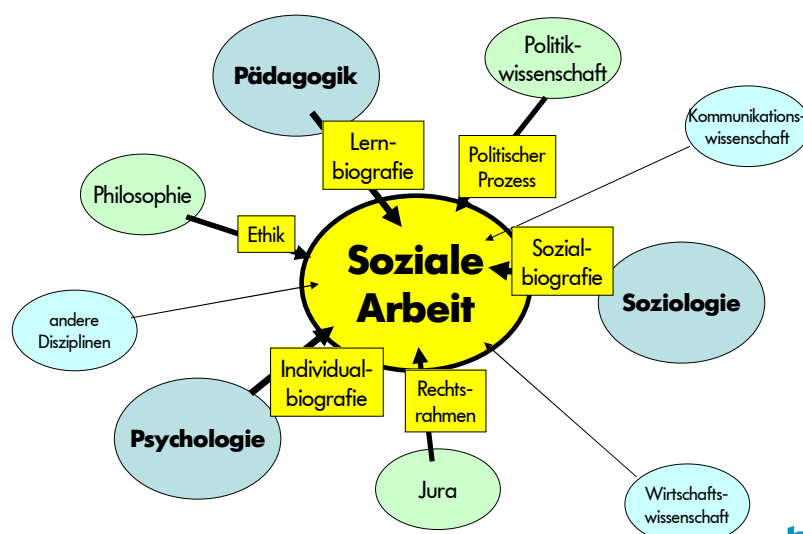 Pädagogik
Politik-
wissenschaft
Kommunikations-
wissenschaft
Lern-
biografie
Politischer
Prozess
Philosophie
Ethik
Soziale
Arbeit
Sozial-
biografie
Soziologie
andere
Disziplinen
Individual-
biografie
Rechts-
rahmen
Psychologie
Jura
Wirtschafts-
wissenschaft